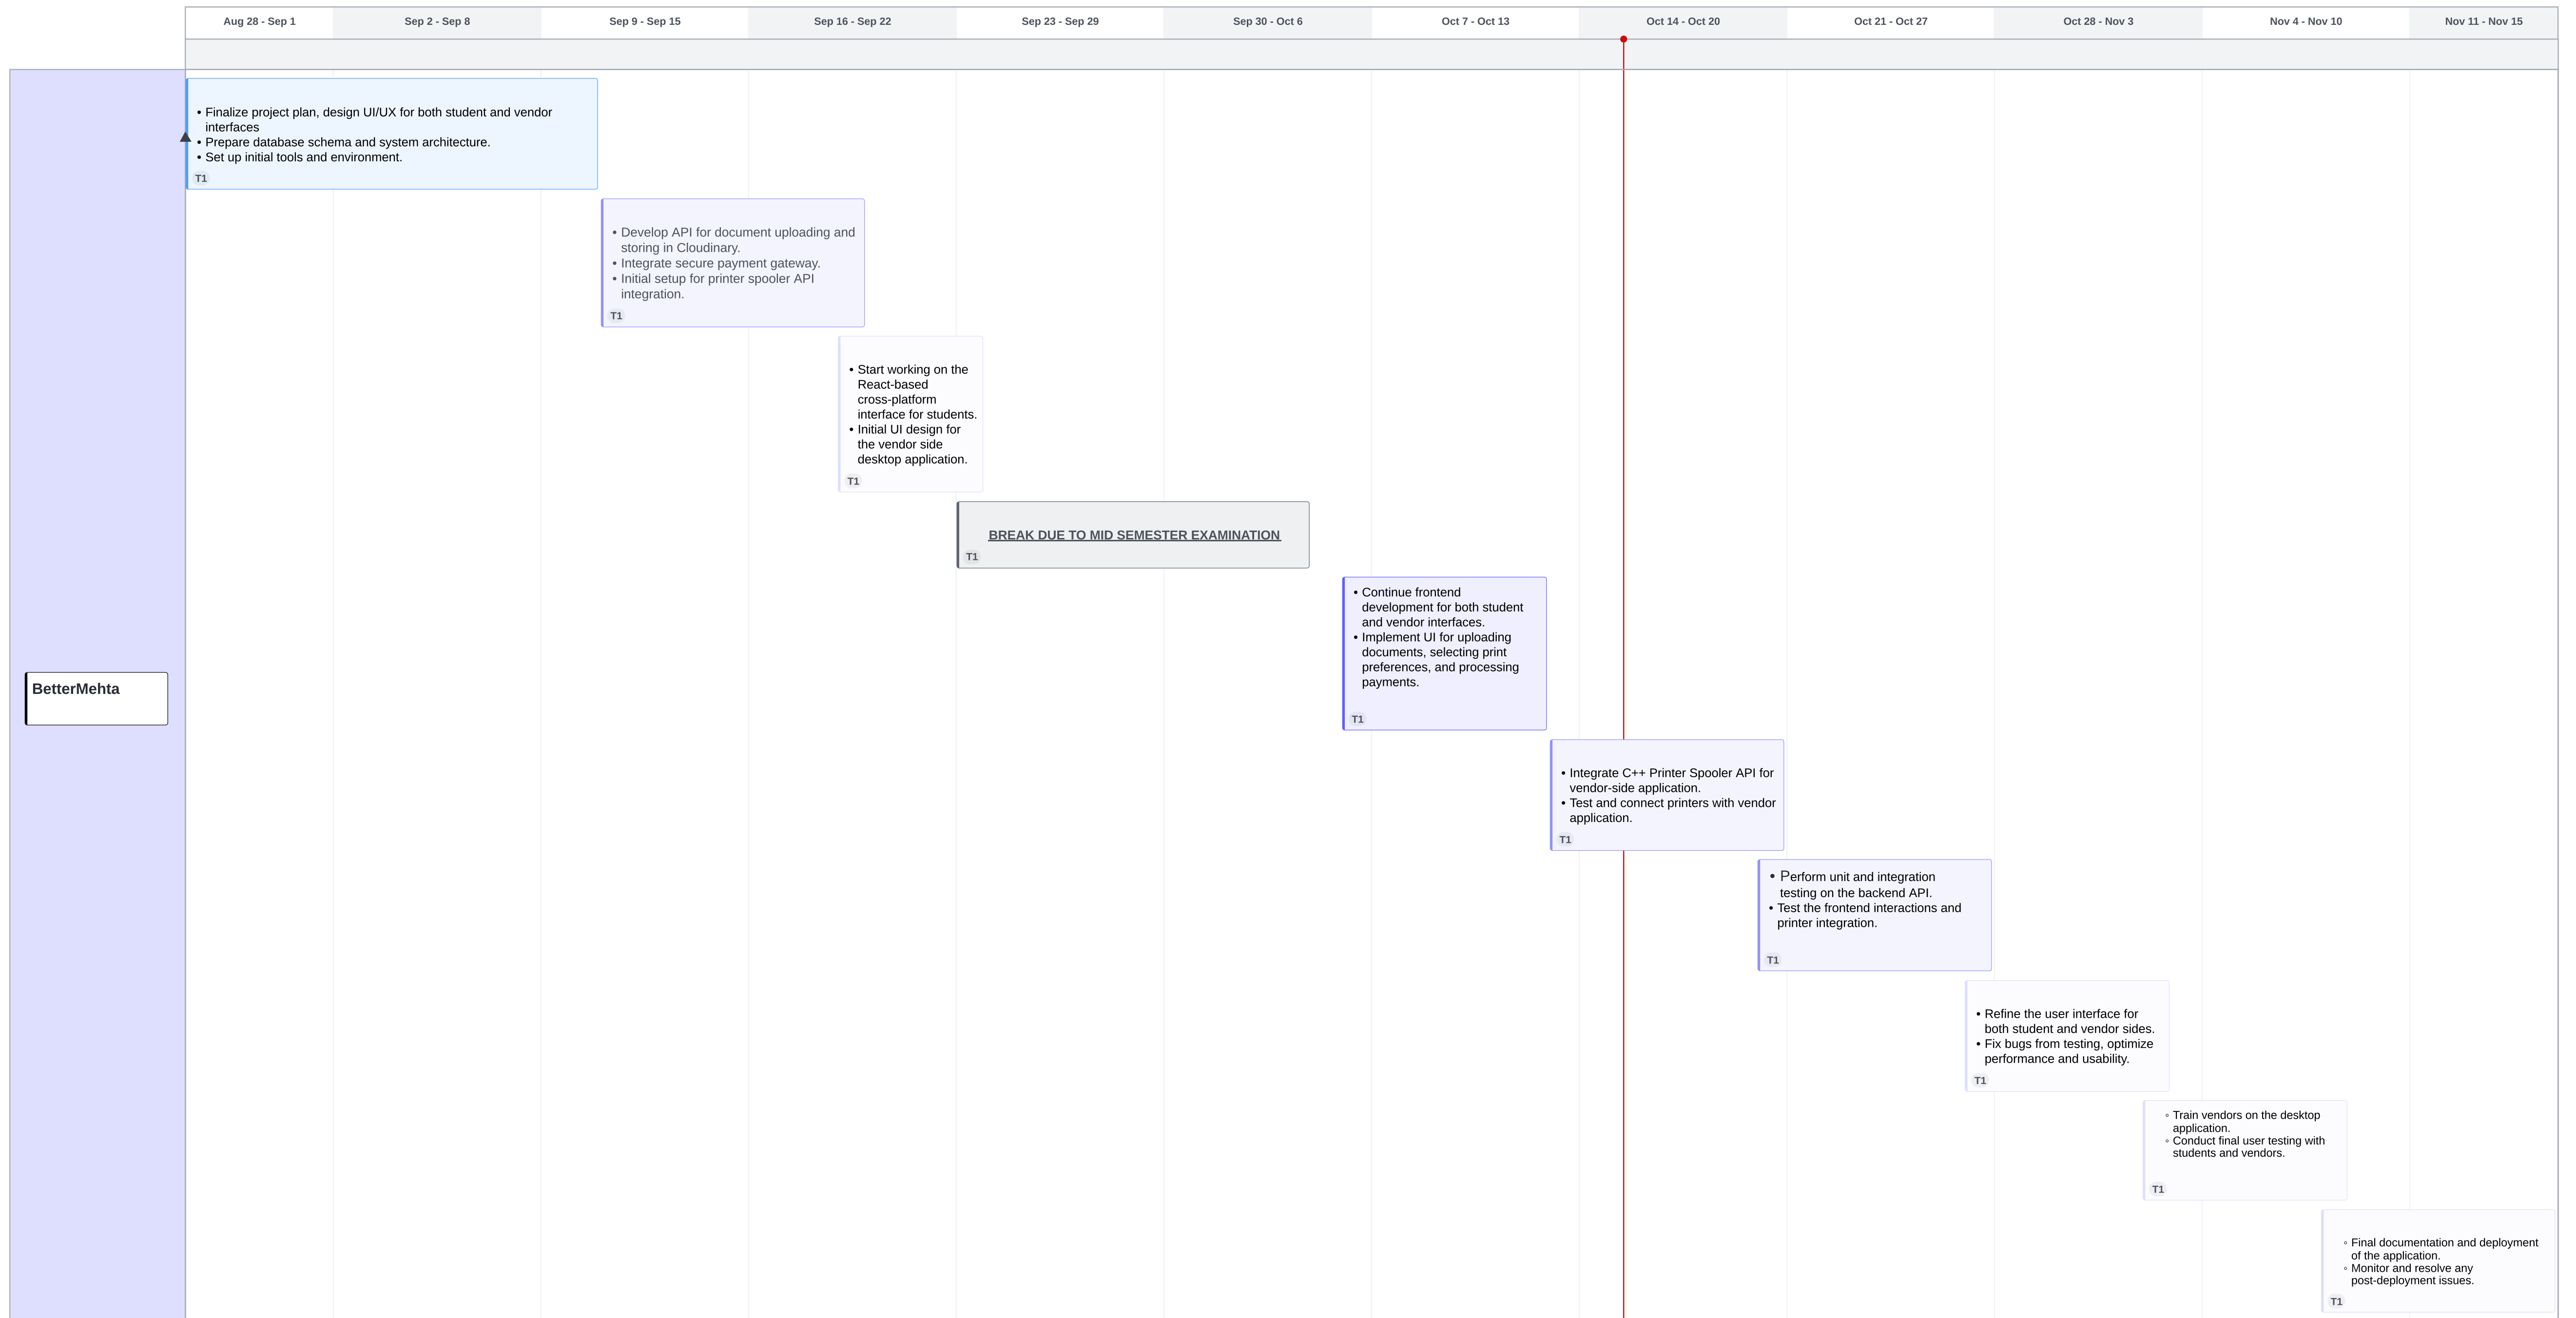 Aug 28 - Sep 1 Sep 2 - Sep 8 Sep 9 - Sep 15 Sep 16 - Sep 22 Sep 23 - Sep 29 Sep 30 - Oct 6 Oct 7 - Oct 13 Oct 14 - Oct 20 Oct 21 - Oct 27 Oct 28 - Nov 3 Nov 4 - Nov 10 Nov 11 - Nov 15
• Finalize project plan, design UI/UX for both student and vendor
interfaces
• Prepare database schema and system architecture.
• Set up initial tools and environment.
T1
• Develop API for document uploading and
storing in Cloudinary.
• Integrate secure payment gateway.
• Initial setup for printer spooler API
integration.
T1
• Start working on the
React-based
cross-platform
interface for students.
• Initial UI design for
the vendor side
desktop application.
T1
BREAK DUE TO MID SEMESTER EXAMINATION
T1
• Continue frontend
development for both student
and vendor interfaces.
• Implement UI for uploading
documents, selecting print
preferences, and processing
payments.
T1
BetterMehta
• Integrate C++ Printer Spooler API for
vendor-side application.
• Test and connect printers with vendor
application.
T1
• Perform unit and integration
testing on the backend API.
• Test the frontend interactions and
printer integration.
T1
• Refine the user interface for
both student and vendor sides.
• Fix bugs from testing, optimize
performance and usability.
T1
◦ Train vendors on the desktop
application.
◦ Conduct final user testing with
students and vendors.
T1
◦ Final documentation and deployment
of the application.
◦ Monitor and resolve any
post-deployment issues.
T1